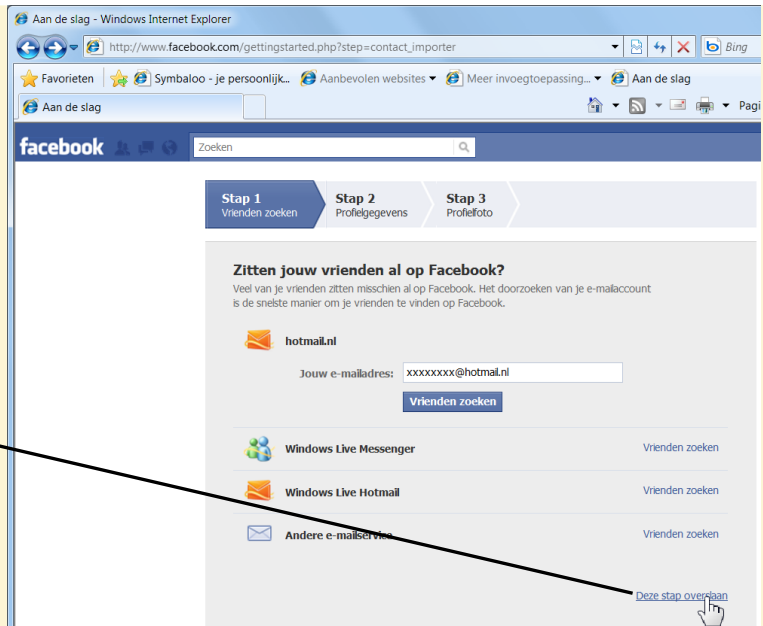 Aan de slag - Windows Internet Explorer
http://www.facebook.com/gettingstarted.php?step=contact_importer
Bing
Favorieten Symbaloo - je persoonlijk... Aanbevolen websites Meer invoegtoepassing... Aan de slag
Aan de slag
Pagi
facebook
Zoeken
Stap 1 Stap 2 Stap 3
Vrienden zoeken Profielgegevens Profielfoto
Zitten jouw vrienden al op Facebook?
Veel van je vrienden zitten misschien al op Facebook. Het doorzoeken van je e-mailaccount
is de snelste manier om je vrienden te vinden op Facebook.
hotmail.nl
Jouw e-mailadres: xxxxxxxx@hotmail.nl
Vrienden zoeken
Windows Live Messenger Vrienden zoeken
Windows Live Hotmail Vrienden zoeken
Andere e-mailservice Vrienden zoeken
Deze stap overslaan